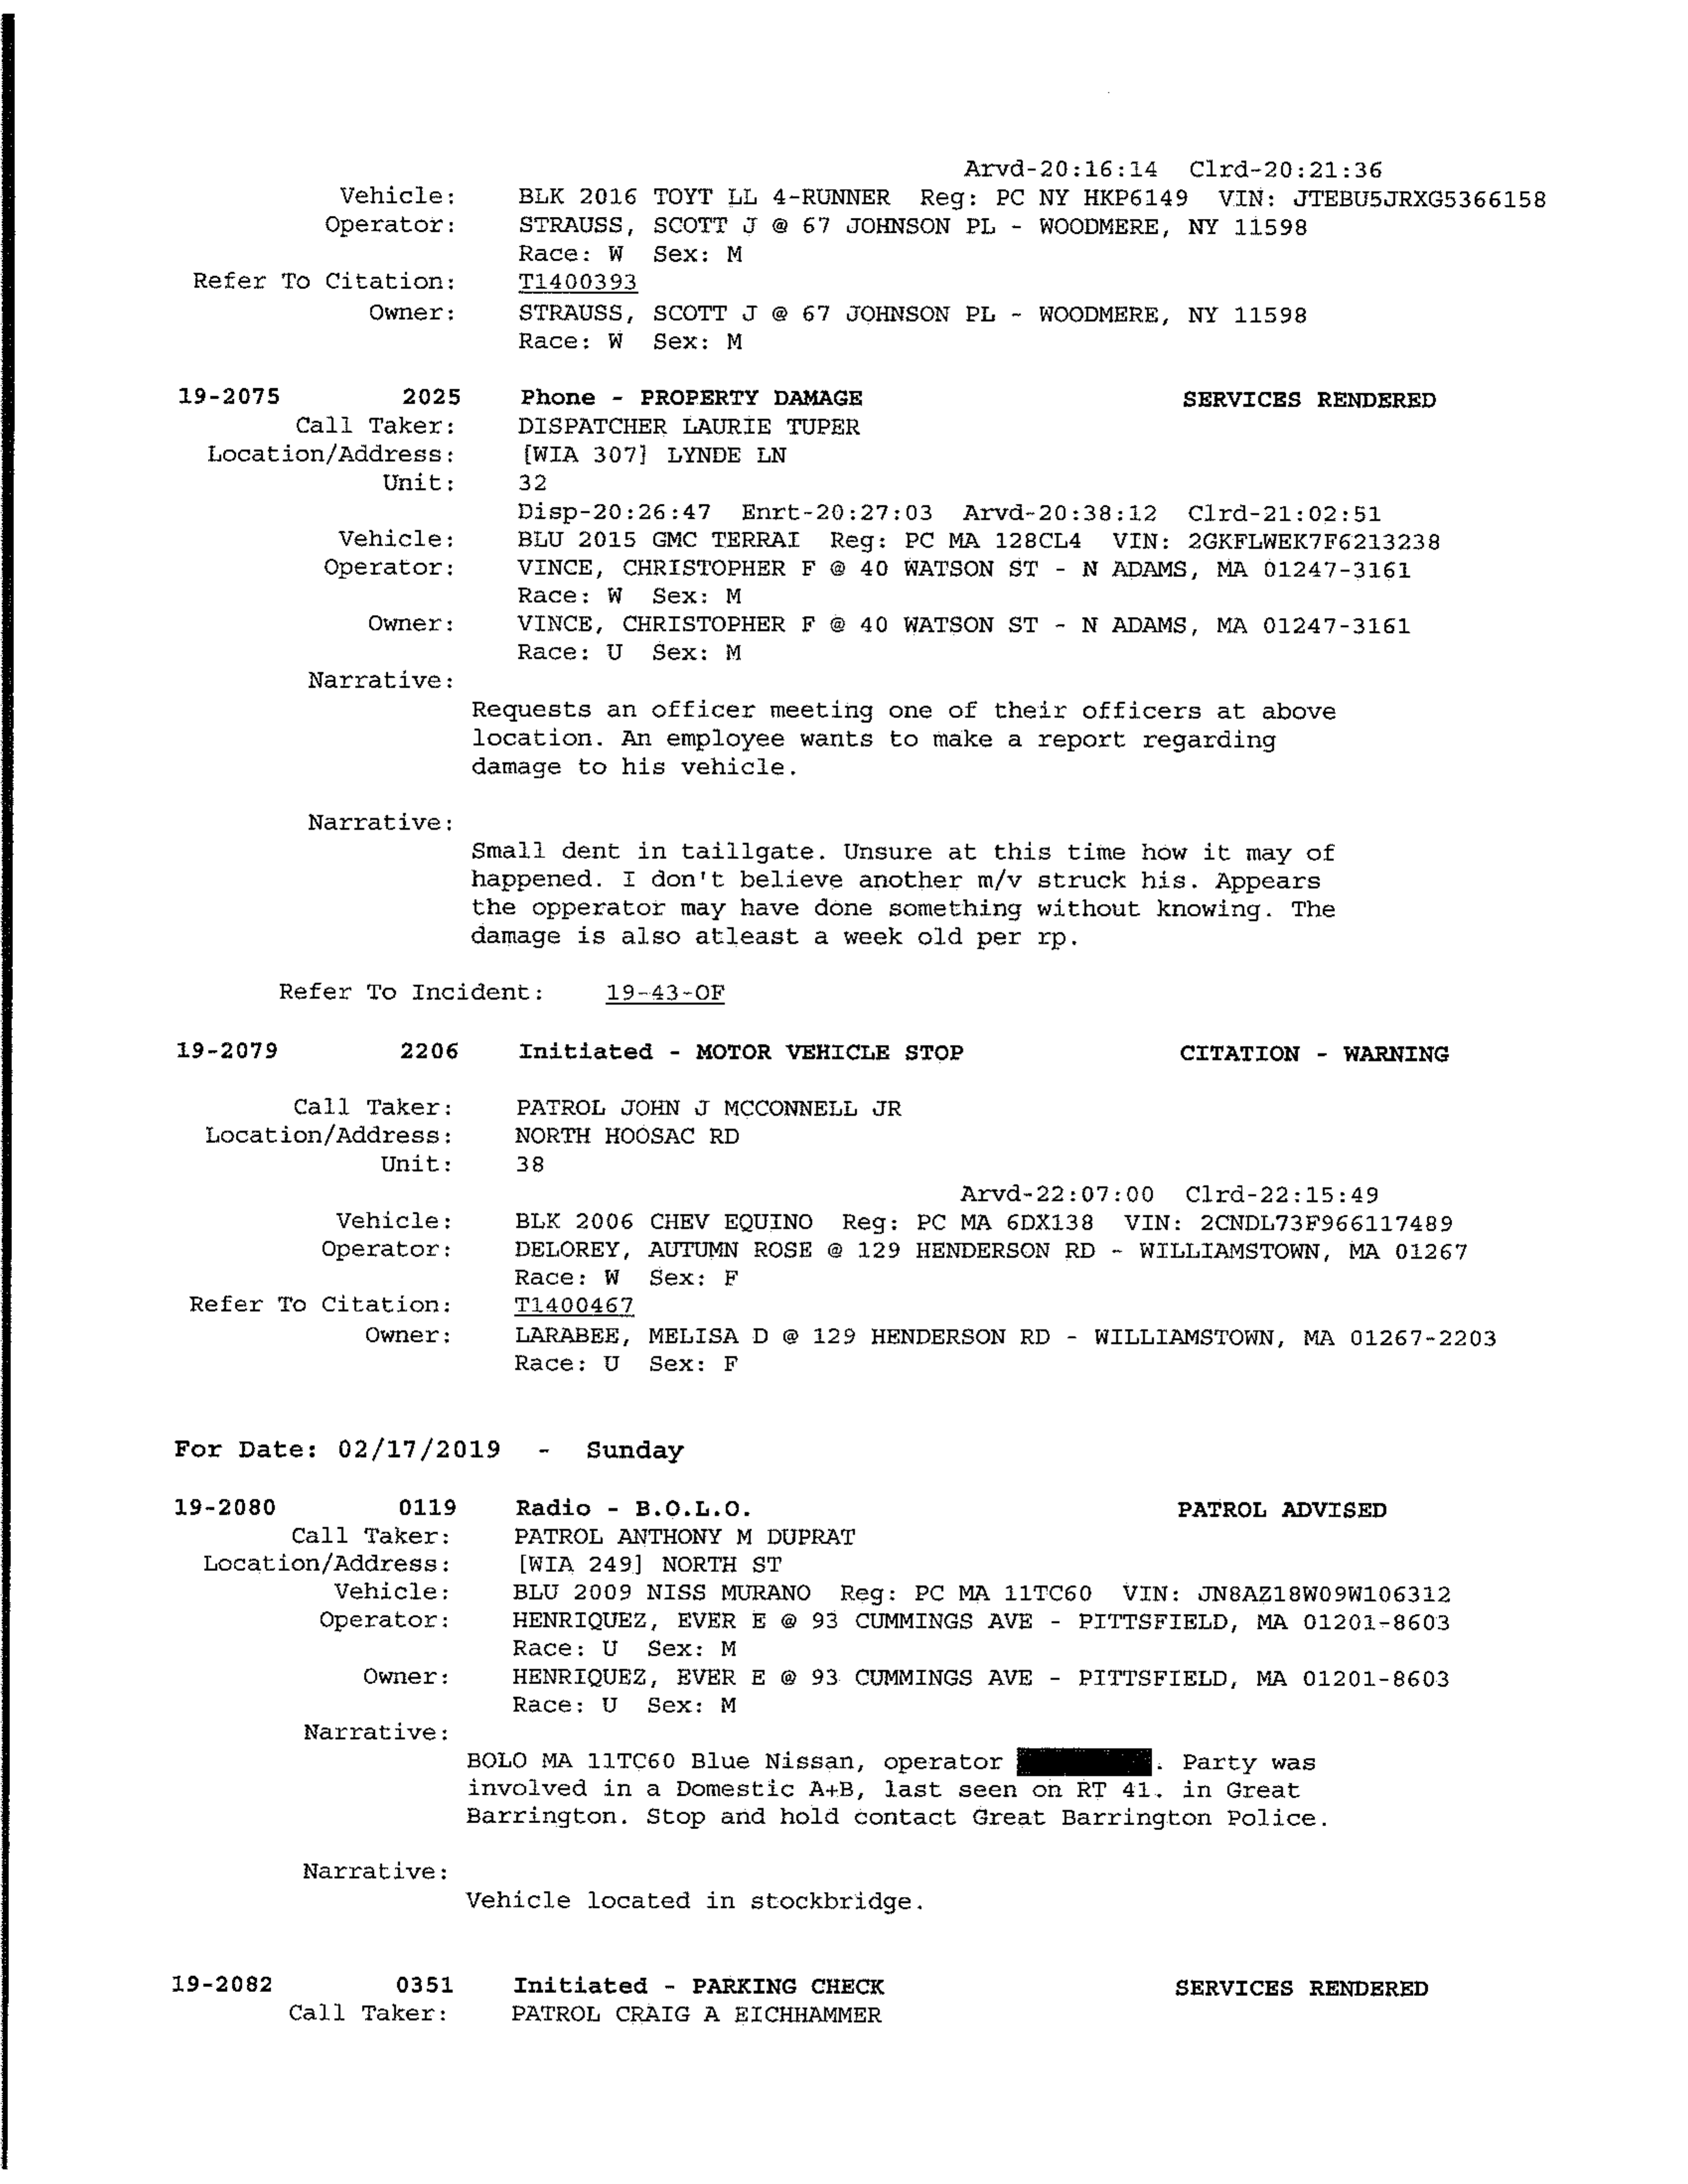 Arvd-20:16:14 Clrd-20:21:36
Vehicle: BLK 2016 TOYT LL 4-RUNNER Reg: PC NY HKP6149 VIN: JTEBU5JRXG5366158
Operator: STRAUSS, SCOTT J @ 67 JOHNSON PL - WOODMERE, NY 11598
Race: W Sex: M
Refer To Citation: T1400393
Owner: STRAUSS, SCOTT J @ 67 JOHNSON PL - WOODMERE, NY 11598
Race: W Sex: M
19-2075 2025 Phone - PROPERTY DAMAGE SERVICES RENDERED
Call Taker: DISPATCHER LAURIE TUPER
Location/Address: [WIA 307] LYNDE LN
Unit: 32
Disp-20:26:47 Enrt-20:27:03 Arvd-20:38:12 Clrd-21:02:51
Vehicle: BLU 2015 GMC TERRAI Reg: PC MA 128CL4 VIN: 2GKFLWEK7F6213238
Operator: VINCE, CHRISTOPHER F @ 40 WATSON ST - N ADAMS, MA 01247-3161
Race: W Sex: M
Owner: VINCE, CHRISTOPHER F @ 40 WATSON ST - N ADAMS, MA 01247-3161
Race: U Sex: M
Narrative:
Requests an officer meeting one of their officers at above
location. An employee wants to make a report regarding
damage to his vehicle.
Narrative:
Small dent in taillgate. Unsure at this time how it may of
happened. I don't believe another m/v struck his. Appears
the opperator may have done something without knowing. The
damage is also atleast a week old per rp.
Refer To Incident: 19-43-OF
19-2079 2206 Initiated - MOTOR VEHICLE STOP CITATION - WARNING
Call Taker: PATROL JOHN J MCCONNELL JR
Location/Address: NORTH HOOSAC RD
Unit: 38
Arvd-22:07:00 Clrd-22:15:49
Vehicle: BLK 2006 CHEV EQUINO Reg: PC MA 6DX138 VIN: 2CNDL73F966117489
Operator: DELOREY, AUTUMN ROSE @ 129 HENDERSON RD - WILLIAMSTOWN, MA 01267
Race: W Sex: F
Refer To Citation: T1400467
Owner: LARABEE, MELISA D @ 129 HENDERSON RD - WILLIAMSTOWN, MA 01267-2203
Race: U Sex: F
For Date: 02/17/2019 - Sunday
19-2080 0119 Radio - B.O.L.O. PATROL ADVISED
Call Taker: PATROL ANTHONY M DUPRAT
Location/Address: [WIA 249] NORTH ST
Vehicle: BLU 2009 NISS MURANO Reg: PC MA 11TC60 VIN: JN8AZ18W09W106312
Operator: HENRIQUEZ, EVER E @ 93 CUMMINGS AVE - PITTSFIELD, MA 01201-8603
Race: U Sex: M
Owner: HENRIQUEZ, EVER E @ 93 CUMMINGS AVE - PITTSFIELD, MA 01201-8603
Race: U Sex: M
Narrative:
BOLO MA 11TC60 Blue Nissan, operator . Party was
involved in a Domestic A+B, last seen on RT 41. in Great
Barrington. Stop and hold contact Great Barrington Police.
Narrative:
Vehicle located in stockbridge.
19-2082 0351 Initiated - PARKING CHECK SERVICES RENDERED
Call Taker: PATROL CRAIG A EICHHAMMER